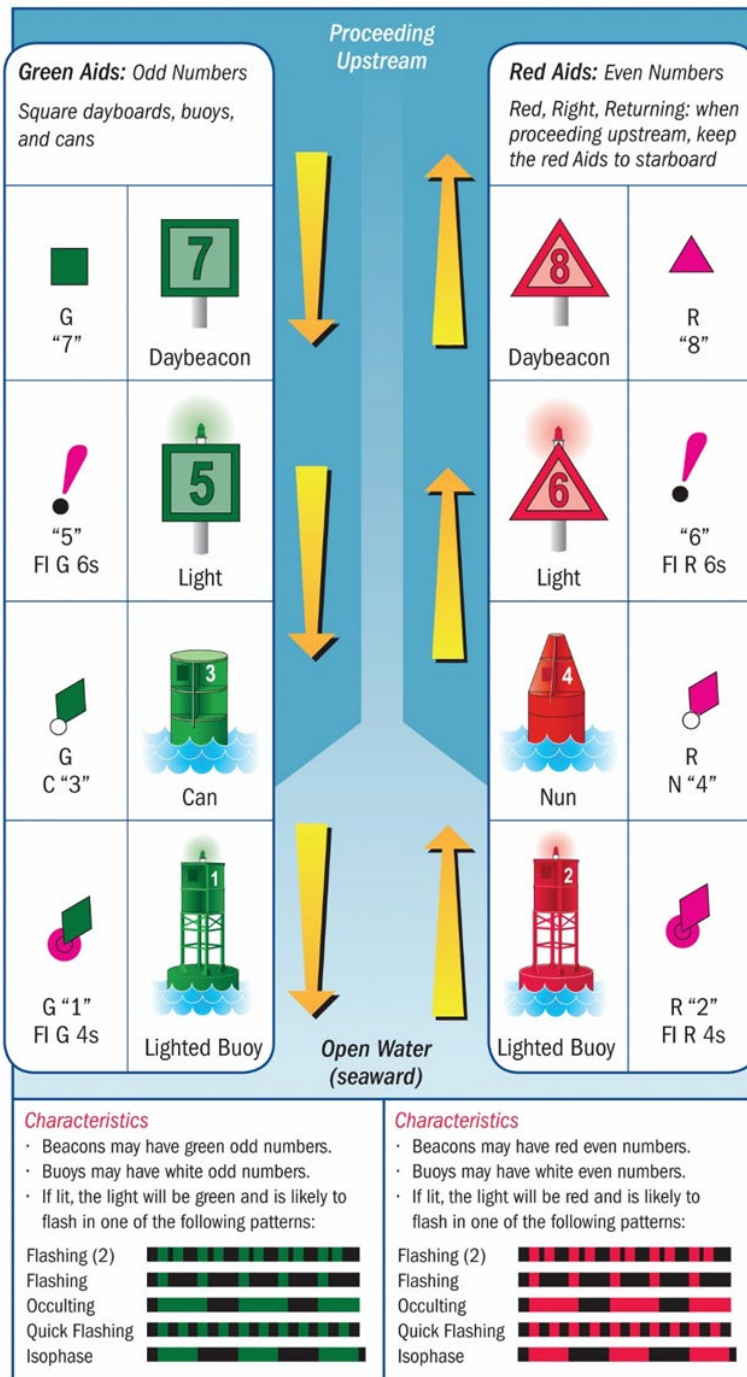 Proceeding
Upstream
Green Aids: Odd Numbers
Square dayboards, buoys,
and cans
Red Aids: Even Numbers
Red, Right, Returning: when
proceeding upstream, keep
the red Aids to starboard
G
“7”
7
Daybeacon
8
Daybeacon
R
“8”
“5”
Fl G 6s
5
Light
6
Light
“6”
Fl R 6s
G
C “3”
3
Can
4
Nun
R
N “4”
G “1”
Fl G 4s
1
Lighted Buoy
Open Water
(seaward)
2
Lighted Buoy
R “2”
Fl R 4s
Characteristics
· Beacons may have green odd numbers.
· Buoys may have white odd numbers.
· If lit, the light will be green and is likely to
flash in one of the following patterns:
Flashing (2)
Flashing
Occulting
Quick Flashing
Isophase
Characteristics
· Beacons may have red even numbers.
· Buoys may have white even numbers.
· If lit, the light will be red and is likely to
flash in one of the following patterns:
Flashing (2)
Flashing
Occulting
Quick Flashing
Isophase